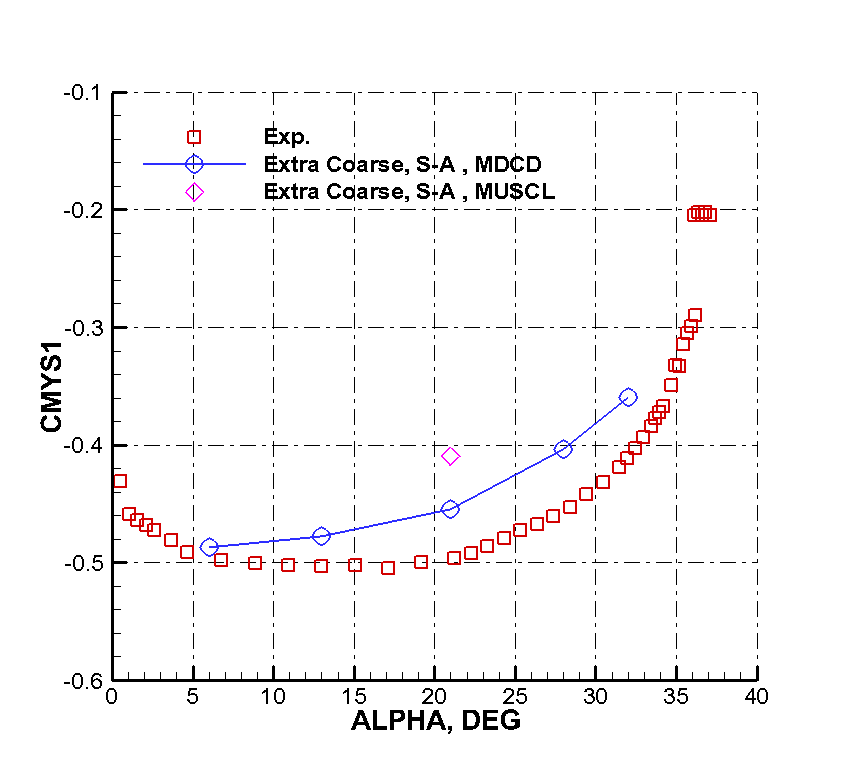 -0.1
Exp.
Extra Coarse, S-A , MDCD
Extra Coarse, S-A , MUSCL
-0.2
-0.3
CMYS1
-0.4
-0.5
-0.6
0 5 10 15 20 25 30 35 40
ALPHA, DEG